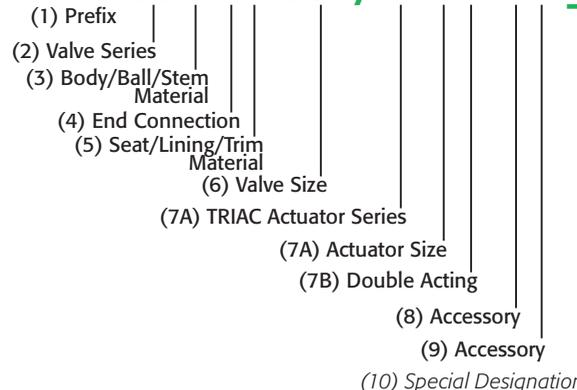 (1) Prefix
(2) Valve Series
(3) Body/Ball/Stem
Material
(4) End Connection
(5) Seat/Lining/Trim
Material
(6) Valve Size
(7A) TRIAC Actuator Series
(7A) Actuator Size
(7B) Double Acting
(8) Accessory
(9) Accessory
(10) Special Designation